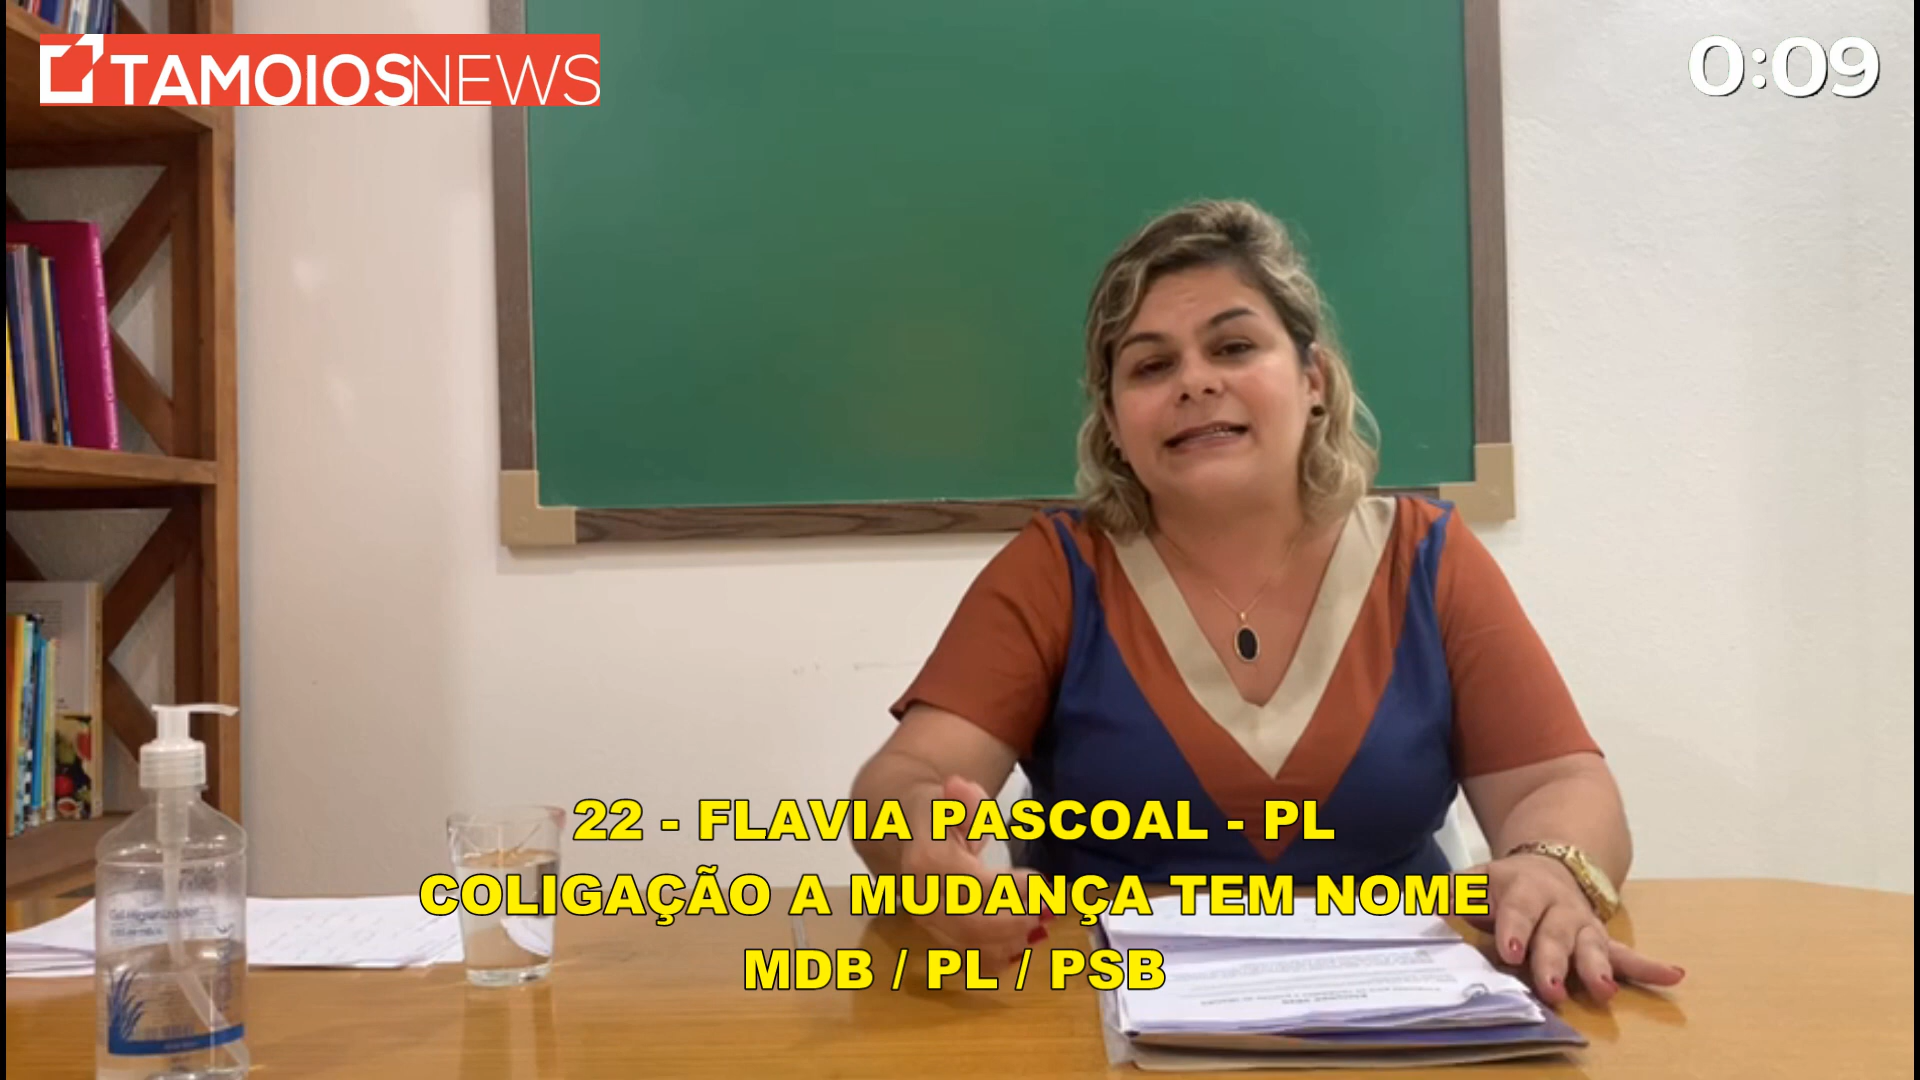 TAMOIOSNEWS
0:09
22 - FLAVIA PASCOAL - PL
COLIGAÇÃO A MUDANÇA TEM NOME
MDB / PL / PSB